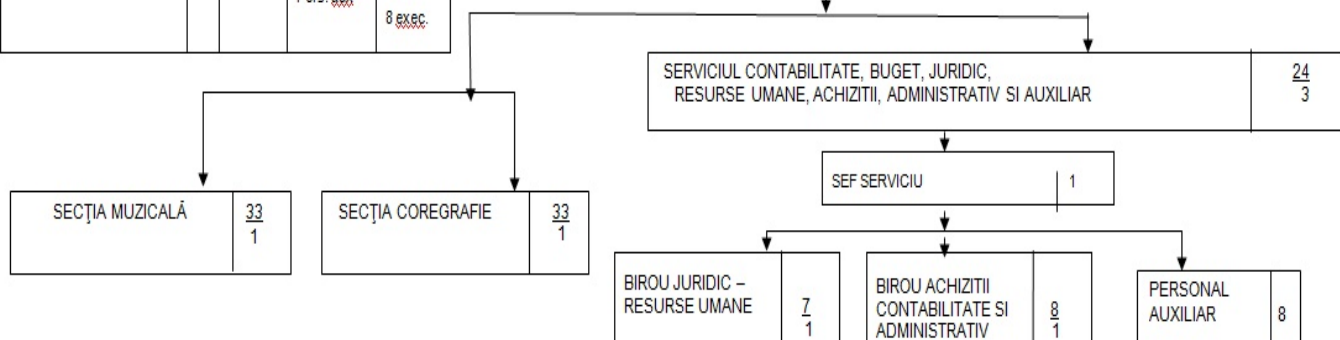 8 exec.
SERVICIUL CONTABILITATE, BUGET, JURIDIC, 24
RESURSE UMANE, ACHIZITII, ADMINISTRATIV SI AUXILIAR 3
SEF SERVICIU 1
SECŢIA MUZICALĂ 33
1
SECŢIA COREGRAFIE 33
1
BIROU JURIDIC –
RESURSE UMANE 7
1
BIROU ACHIZITII
CONTABILITATE SI 8
ADMINISTRATIV 1
PERSONAL
AUXILIAR 8